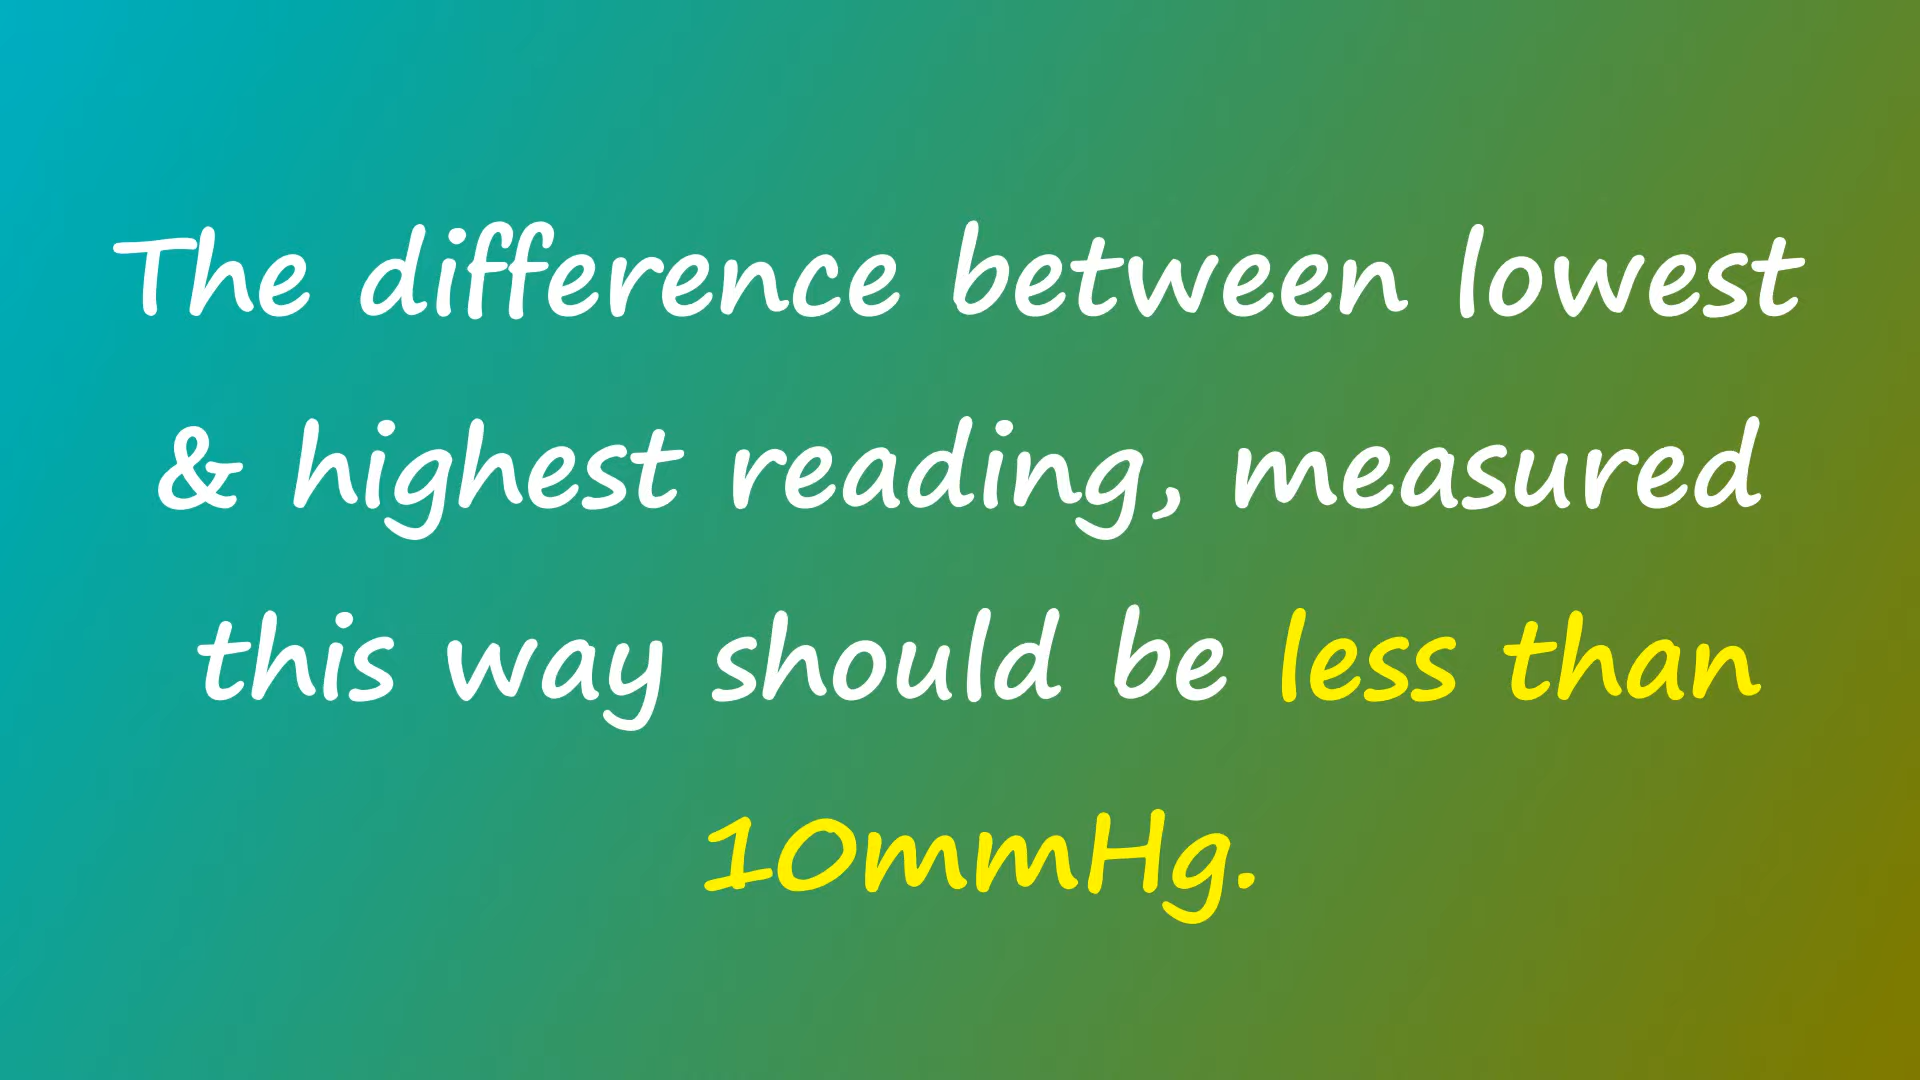 The difference between lowest
& highest reading, measured
this way should be less than
10mmHg.